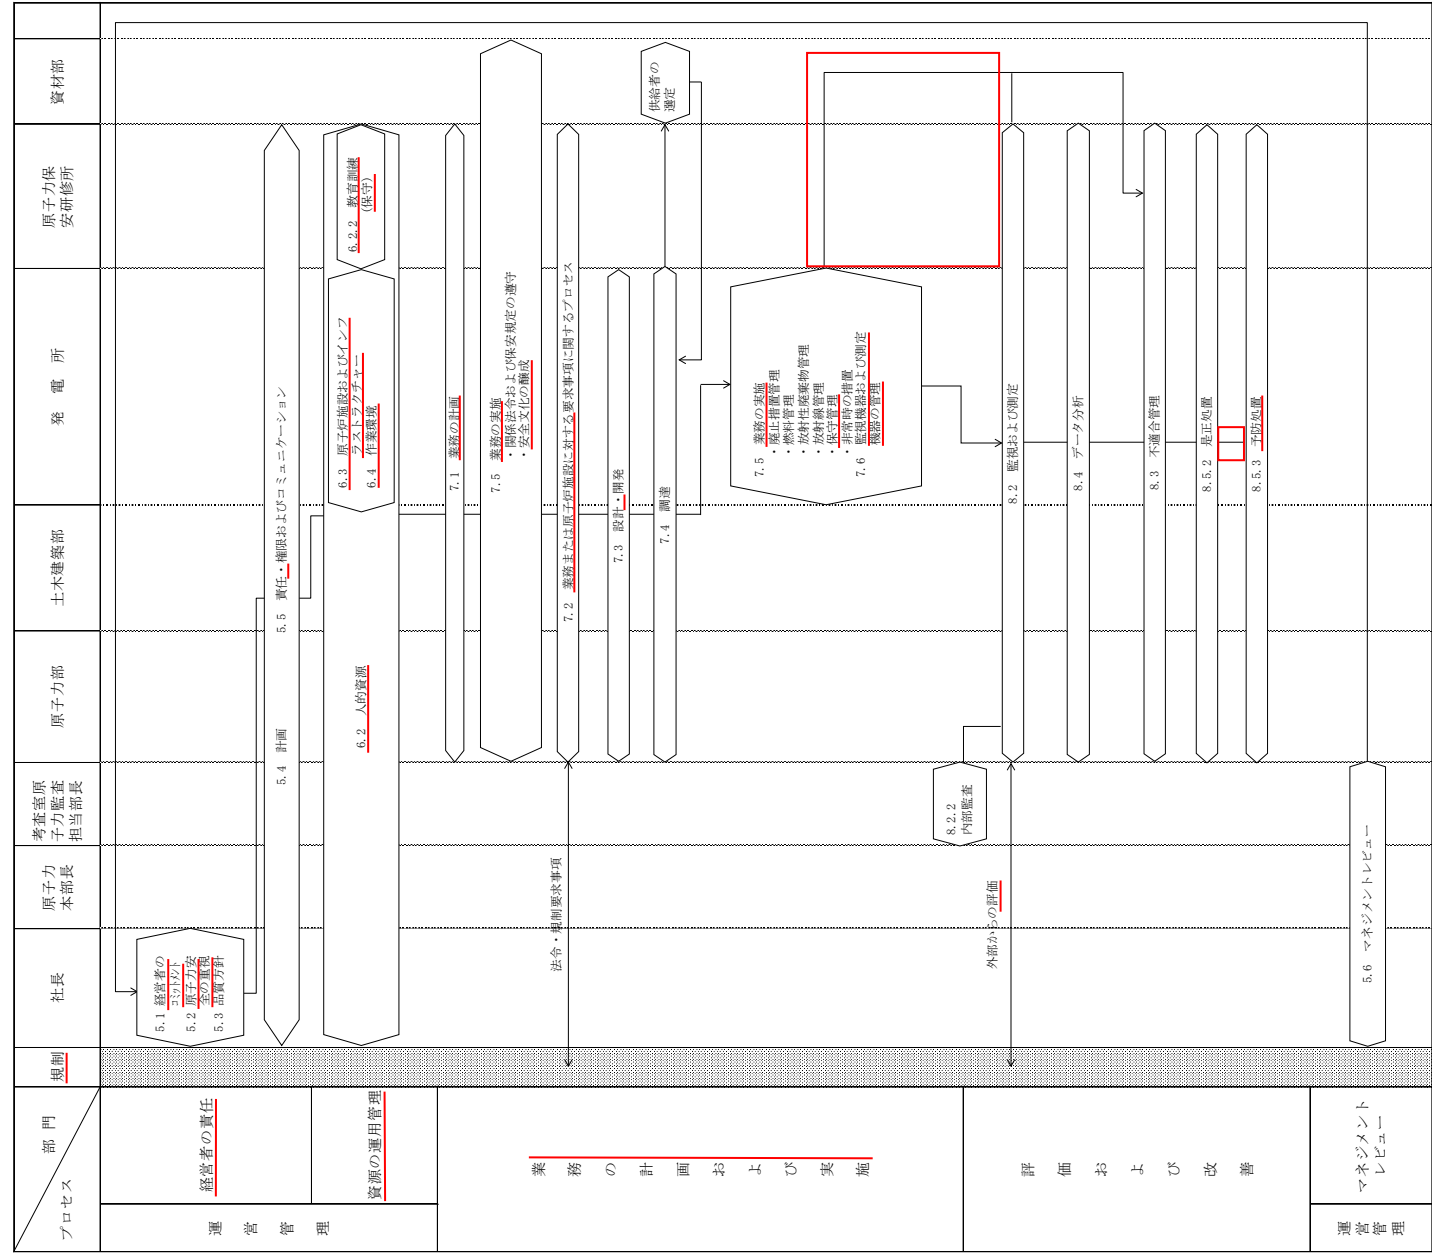 部 門
プロセス
規制
社長
原子力
本部長
考査室原
子力監査
担当部長
原子力部
土木建築部
発 電 所
原子力保
安研修所
資材部
運 営 管 理
経営者の責任
5.1 経営者の
コミットメント
5.2 原子力安
全の重視
5.3 品質方針
5.4 計画
5.5 責任・権限およびコミュニケーション
資源の運用管理
6.2 人的資源
6.3 原子炉施設およびインフ
ラストラクチャー
6.4 作業環境
6.2.2 教育訓練
(保守)
業 務 の 計 画 お よ び 実 施
7.1 業務の計画
7.5 業務の実施
・関係法令および保安規定の遵守
・安全文化の醸成
法令・規制要求事項
7.2 業務または原子炉施設に対する要求事項に関するプロセス
7.3 設計・開発
7.4 調達
供給者の
選定
7.5 業務の実施
・廃止措置管理
・燃料管理
・放射性廃棄物管理
・放射線管理
・保守管理
・非常時の措置
7.6 監視機器および測定
機器の管理
評 価 お よ び 改 善
8.2.2
内部監査
外部からの評価
8.2 監視および測定
8.4 データ分析
8.3 不適合管理
8.5.2 是正処置
8.5.3 予防処置
運営管理
マネジメント
レビュー
5.6 マネジメントレビュー